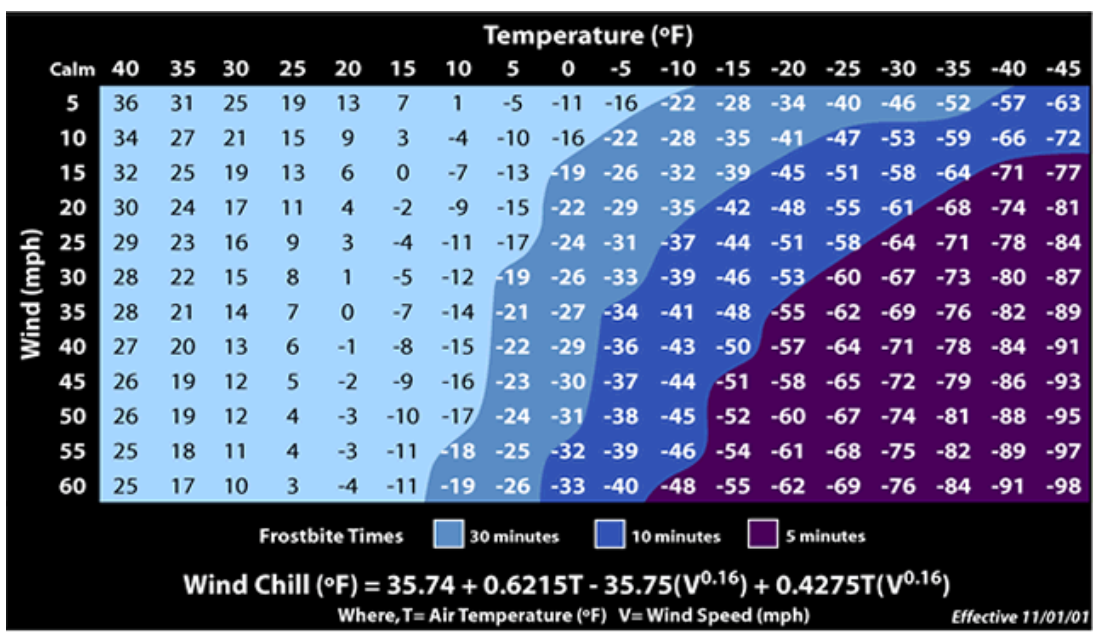 Temperature (ºF)
Calm 40 35 30 25 20 15 10 5 0 -5 -10 -15 -20 -25 -30 -35 -40 -45
5 36 31 25 19 13 7 1 -5 -11 -16 -22 -28 -34 -40 -46 -52 -57 -63
10 34 27 21 15 9 3 -4 -10 -16 -22 -28 -35 -41 -47 -53 -59 -66 -72
15 32 25 19 13 6 0 -7 -13 -19 -26 -32 -39 -45 -51 -58 -64 -71 -77
20 30 24 17 11 4 -2 -9 -15 -22 -29 -35 -42 -48 -55 -61 -68 -74 -81
25 29 23 16 9 3 -4 -11 -17 -24 -31 -37 -44 -51 -58 -64 -71 -78 -84
30 28 22 15 8 1 -5 -12 -19 -26 -33 -39 -46 -53 -60 -67 -73 -80 -87
35 28 21 14 7 0 -7 -14 -21 -27 -34 -41 -48 -55 -62 -69 -76 -82 -89
40 27 20 13 6 -1 -8 -15 -22 -29 -36 -43 -50 -57 -64 -71 -78 -84 -91
45 26 19 12 5 -2 -9 -16 -23 -30 -37 -44 -51 -58 -65 -72 -79 -86 -93
50 26 19 12 4 -3 -10 -17 -24 -31 -38 -45 -52 -60 -67 -74 -81 -88 -95
55 25 18 11 4 -3 -11 -18 -25 -32 -39 -46 -54 -61 -68 -75 -82 -89 -97
60 25 17 10 3 -4 -11 -19 -26 -33 -40 -48 -55 -62 -69 -76 -84 -91 -98
Wind (mph)
Frostbite Times 30 minutes 10 minutes 5 minutes
Wind Chill (ºF) = 35.74 + 0.6215T - 35.75(V⁰·¹⁶) + 0.4275T(V⁰·¹⁶)
Where, T= Air Temperature (ºF) V= Wind Speed (mph) Effective 11/01/01